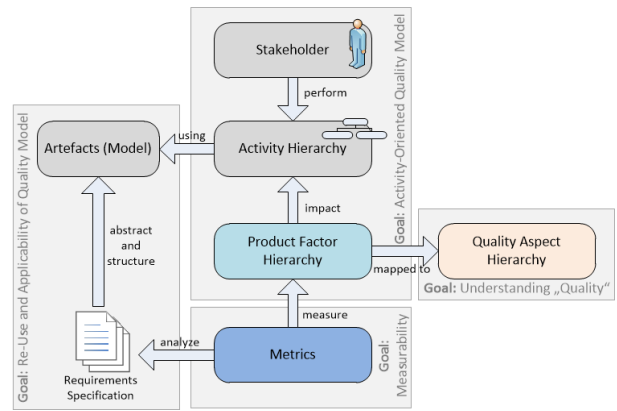 Stakeholder
perform
Goal: Activity-Oriented Quality Model
Artefacts (Model)
using
Activity Hierarchy
Goal: Re-Use and Applicability of Quality Model
abstract
and
structure
impact
Product Factor
Hierarchy
mapped to
Quality Aspect
Hierarchy
Goal: Understanding „Quality“
measure
Requirements
Specification
analyze
Metrics
Goal:
Measurability